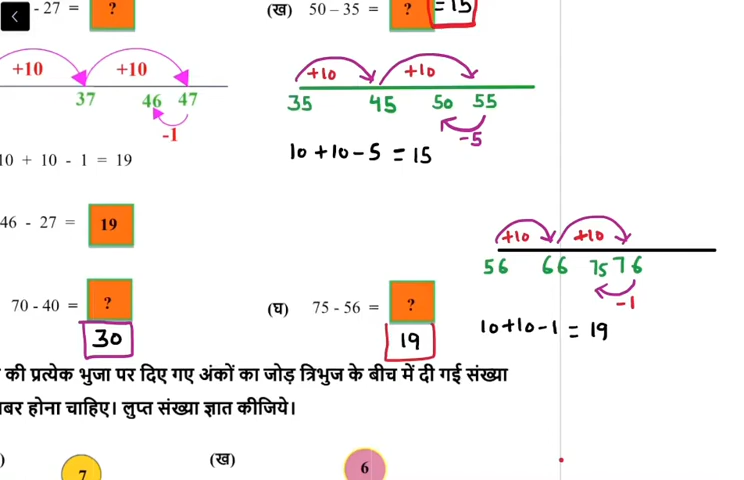 - 27 = ?
(ख) 50 – 35 = ? = 15
+10 +10
37 46 47
-1
10 + 10 - 1 = 19
46 - 27 = 19
+10 +10
35 45 50 55
-5
10 + 10 - 5 = 15
+10 +10
56 66 75 76
-1
10 + 10 - 1 = 19
70 - 40 = ?
30
(घ) 75 - 56 = ?
19
की प्रत्येक भुजा पर दिए गए अंकों का जोड़ त्रिभुज के बीच में दी गई संख्या
बर होना चाहिए। लुप्त संख्या ज्ञात कीजिये।
) 7
(ख) 6